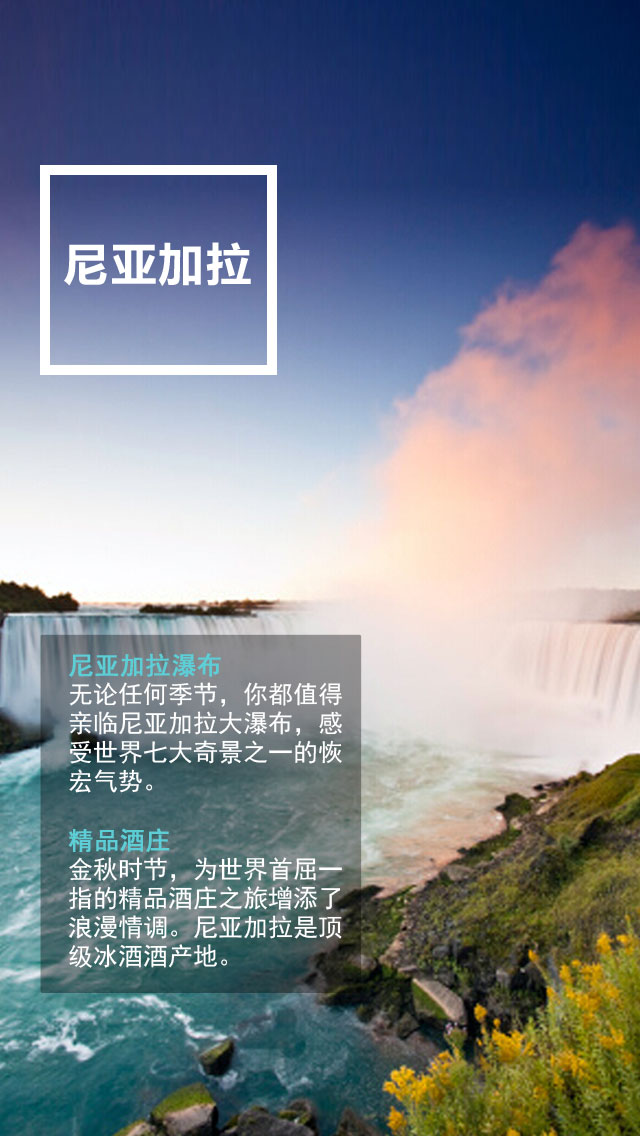 尼亚加拉
尼亚加拉瀑布
无论任何季节，你都值得
亲临尼亚加拉大瀑布，感
受世界七大奇景之一的恢
宏气势。
精品酒庄
金秋时节，为世界首屈一
指的精品酒庄之旅增添了
浪漫情调。尼亚加拉是顶
级冰酒酒产地。